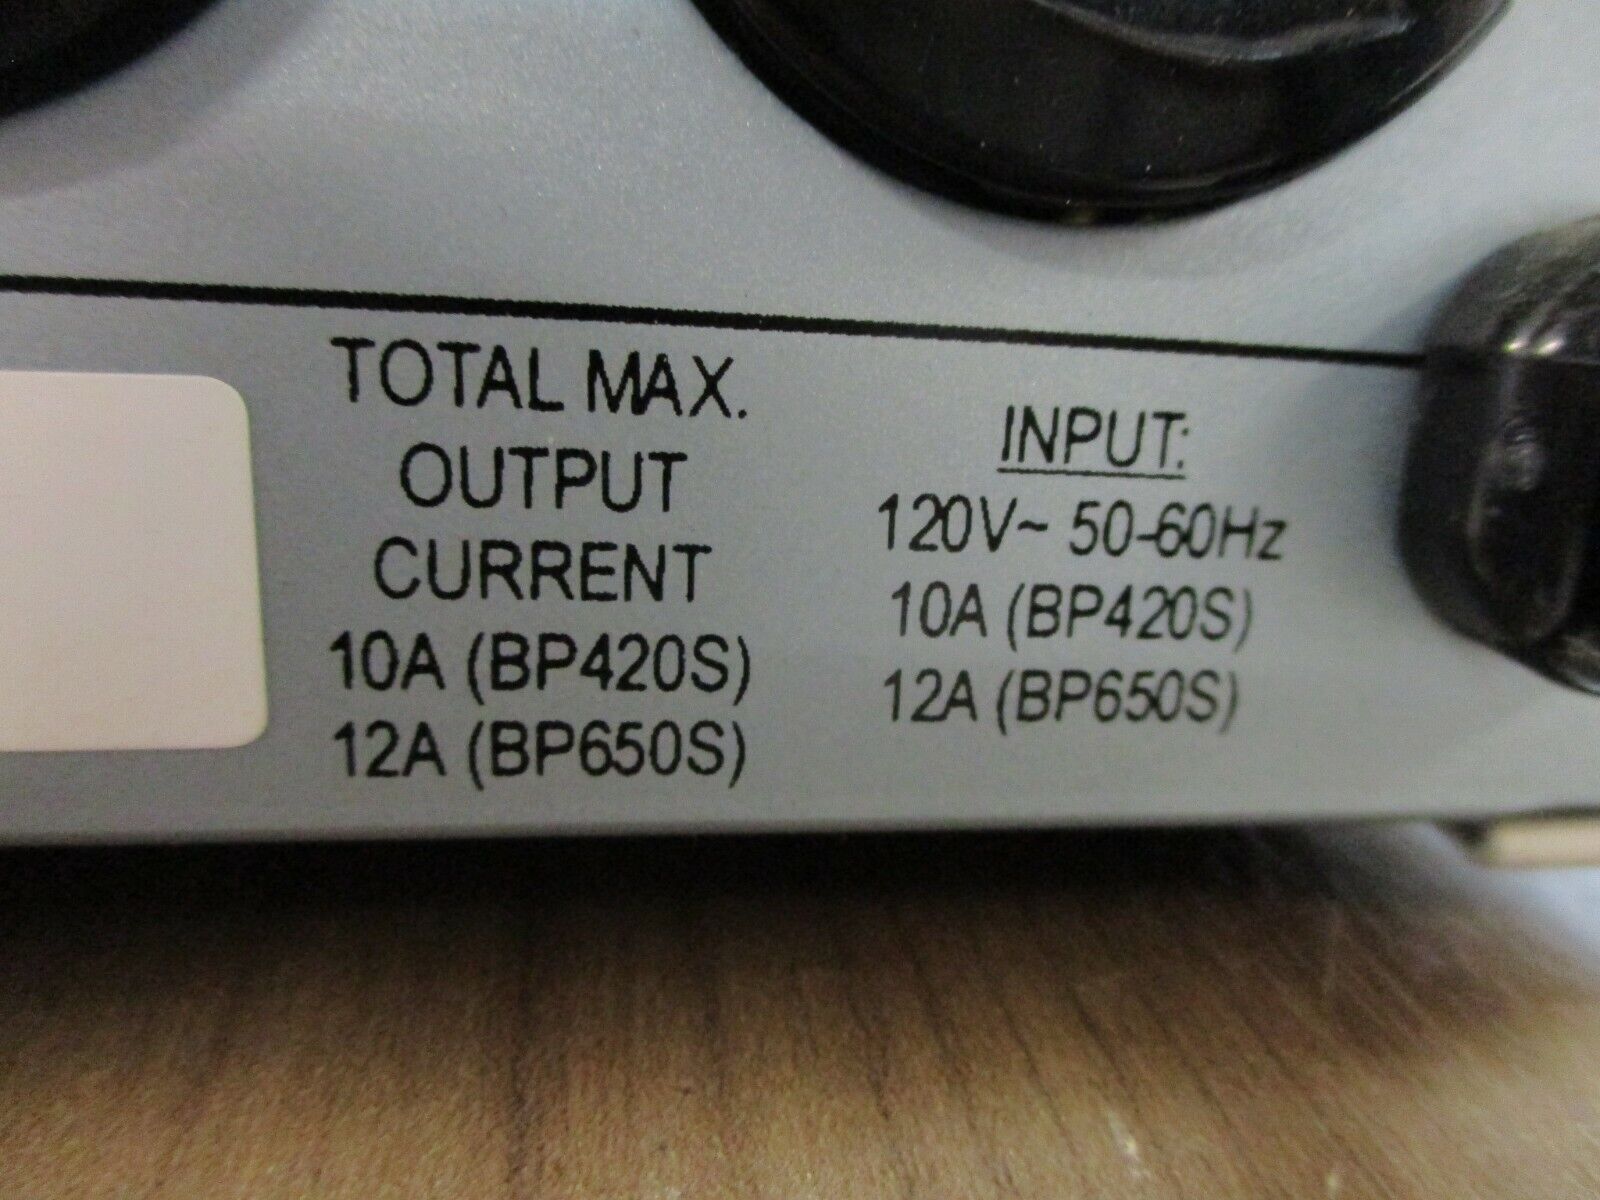 TOTAL MAX.
OUTPUT
CURRENT
10A (BP420S)
12A (BP650S)
INPUT:
120V~ 50-60Hz
10A (BP420S)
12A (BP650S)